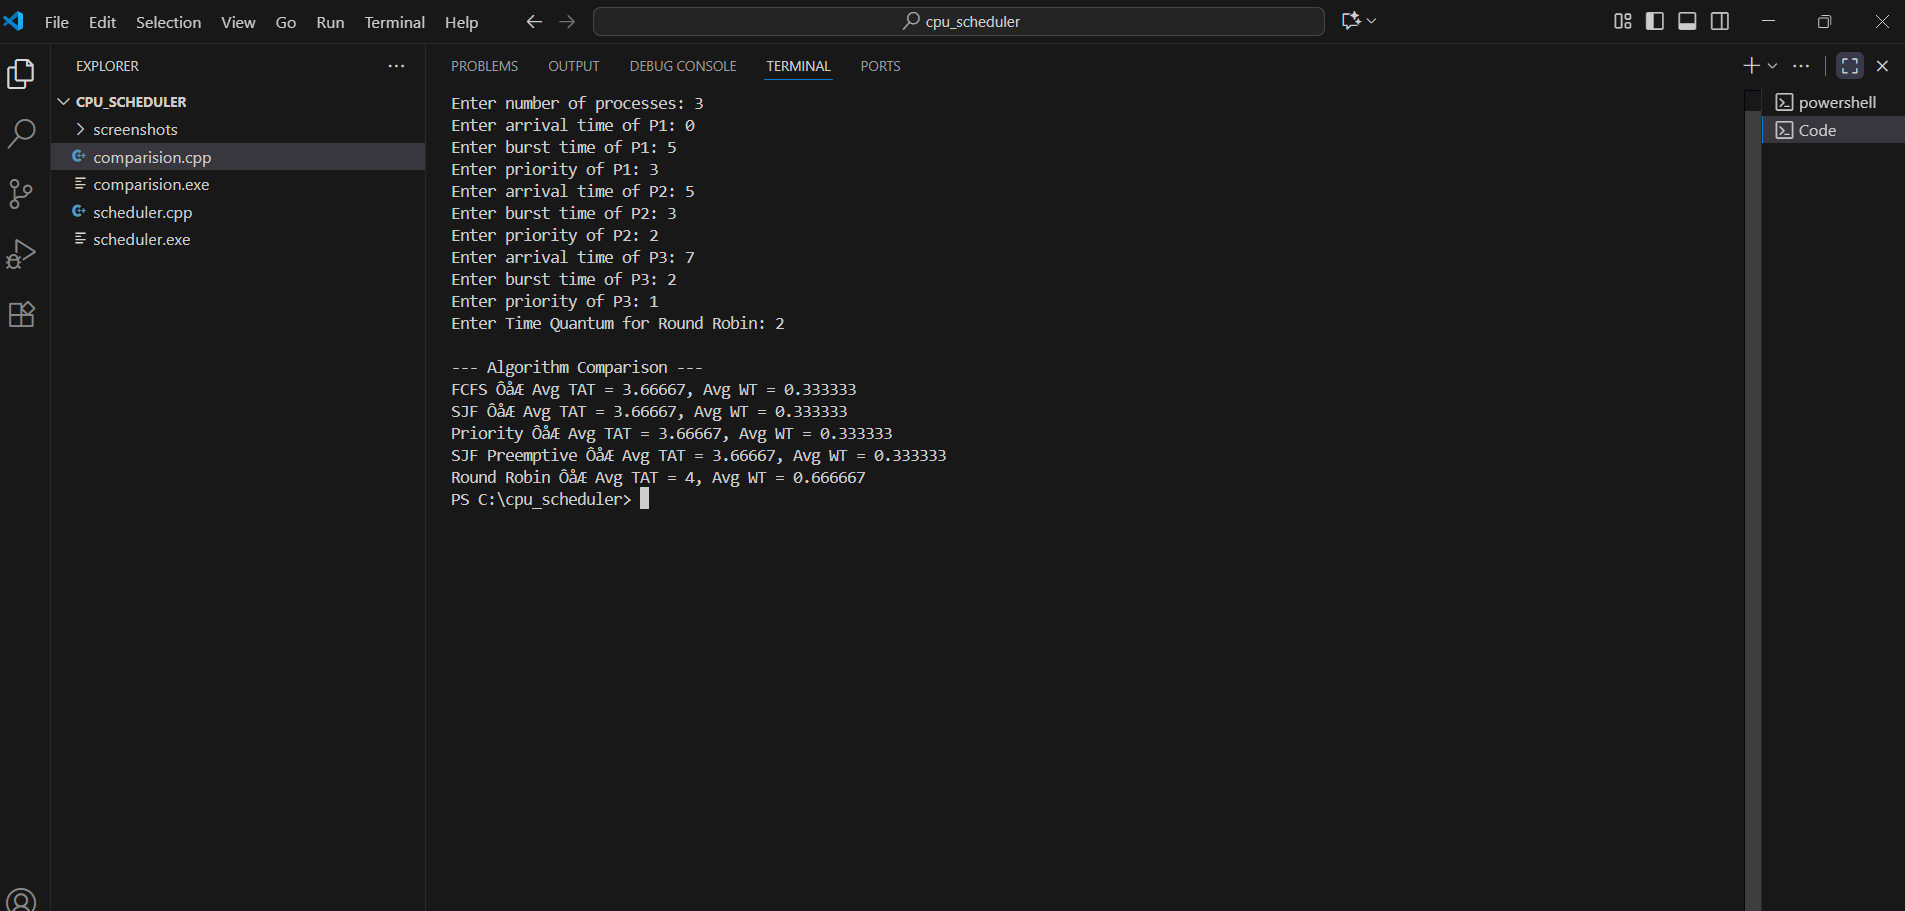 File Edit Selection View Go Run Terminal Help
cpu_scheduler
EXPLORER
CPU_SCHEDULER
screenshots
comparision.cpp
comparision.exe
scheduler.cpp
scheduler.exe
PROBLEMS OUTPUT DEBUG CONSOLE TERMINAL PORTS
Enter number of processes: 3
Enter arrival time of P1: 0
Enter burst time of P1: 5
Enter priority of P1: 3
Enter arrival time of P2: 5
Enter burst time of P2: 3
Enter priority of P2: 2
Enter arrival time of P3: 7
Enter burst time of P3: 2
Enter priority of P3: 1
Enter Time Quantum for Round Robin: 2
--- Algorithm Comparison ---
FCFS ÔåÆ Avg TAT = 3.66667, Avg WT = 0.333333
SJF ÔåÆ Avg TAT = 3.66667, Avg WT = 0.333333
Priority ÔåÆ Avg TAT = 3.66667, Avg WT = 0.333333
SJF Preemptive ÔåÆ Avg TAT = 3.66667, Avg WT = 0.333333
Round Robin ÔåÆ Avg TAT = 4, Avg WT = 0.666667
PS C:\cpu_scheduler>
powershell
Code